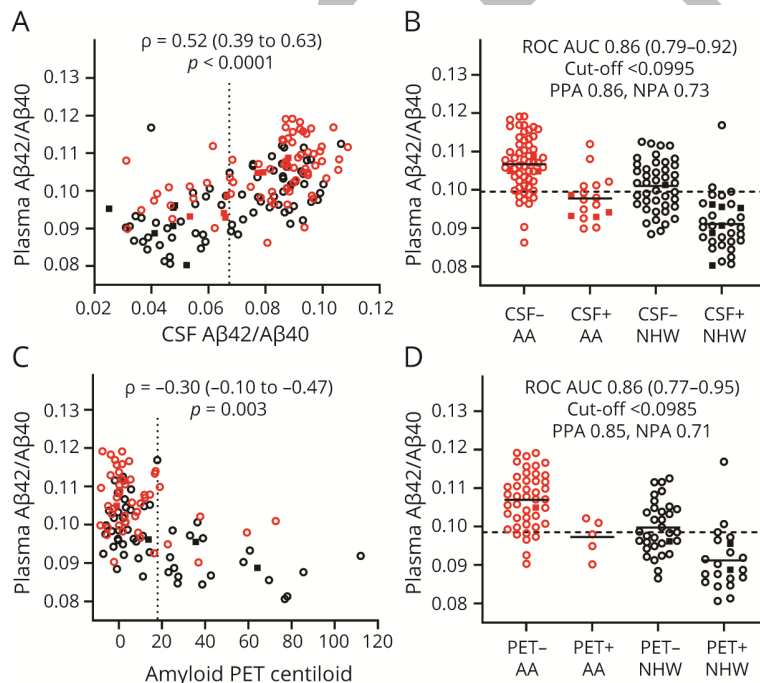 A
ρ = 0.52 (0.39 to 0.63)
p < 0.0001
Plasma Aβ42/Aβ40
0.13
0.12
0.11
0.10
0.09
0.08
0.02 0.04 0.06 0.08 0.10 0.12
CSF Aβ42/Aβ40
B
ROC AUC 0.86 (0.79–0.92)
Cut-off <0.0995
PPA 0.86, NPA 0.73
Plasma Aβ42/Aβ40
0.13
0.12
0.11
0.10
0.09
0.08
CSF– CSF+ CSF– CSF+
AA AA NHW NHW
C
ρ = –0.30 (–0.10 to –0.47)
p = 0.003
Plasma Aβ42/Aβ40
0.13
0.12
0.11
0.10
0.09
0.08
0 20 40 60 80 100 120
Amyloid PET centiloid
D
ROC AUC 0.86 (0.77–0.95)
Cut-off <0.0985
PPA 0.85, NPA 0.71
Plasma Aβ42/Aβ40
0.13
0.12
0.11
0.10
0.09
0.08
PET– PET+ PET– PET+
AA AA NHW NHW